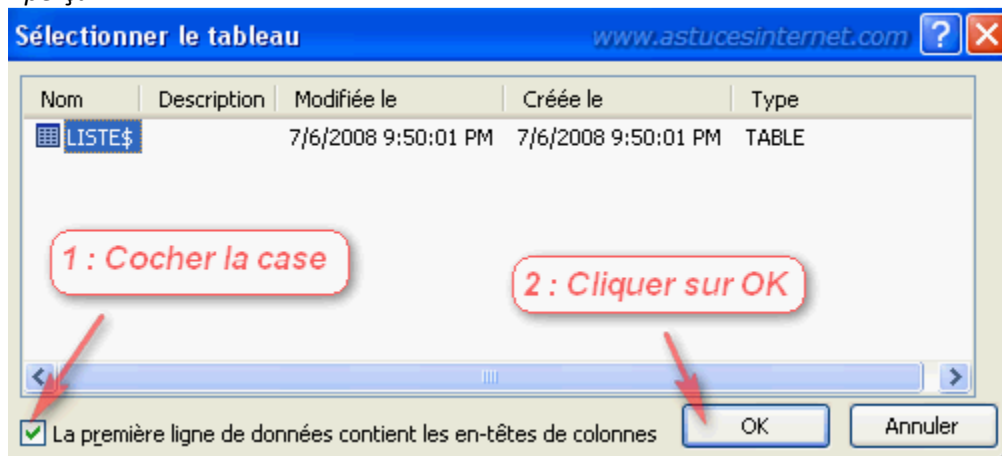 Sélectionner le tableau www.astucesinternet.com
Nom Description Modifiée le Créée le Type
LISTE$ 7/6/2008 9:50:01 PM 7/6/2008 9:50:01 PM TABLE
1 : Cocher la case
2 : Cliquer sur OK
La première ligne de données contient les en-têtes de colonnes OK Annuler